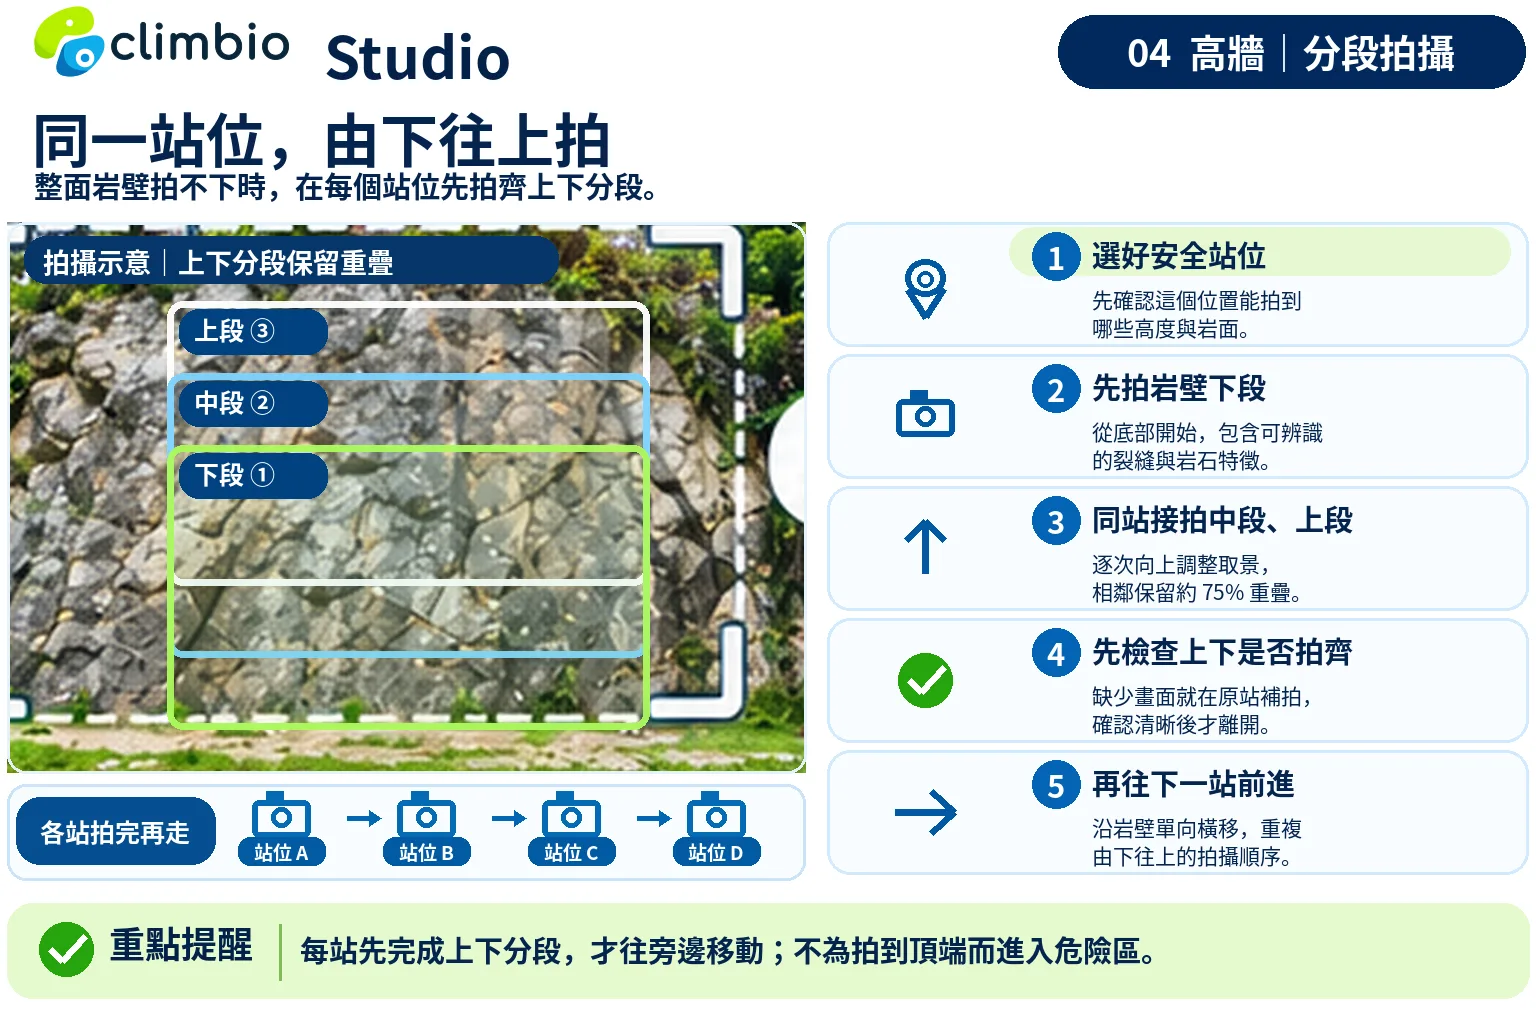 climbio Studio
04 高牆｜分段拍攝
同一站位，由下往上拍
整面岩壁拍不下時，在每個站位先拍齊上下分段。
拍攝示意｜上下分段保留重疊
上段 ③
中段 ②
下段 ①
各站拍完再走
站位 A
站位 B
站位 C
站位 D
1 選好安全站位
先確認這個位置能拍到
哪些高度與岩面。
2 先拍岩壁下段
從底部開始，包含可辨識
的裂縫與岩石特徵。
3 同站接拍中段、上段
逐次向上調整取景，
相鄰保留約 75% 重疊。
4 先檢查上下是否拍齊
缺少畫面就在原站補拍，
確認清晰後才離開。
5 再往下一站前進
沿岩壁單向橫移，重複
由下往上的拍攝順序。
重點提醒
每站先完成上下分段，才往旁邊移動；不為拍到頂端而進入危險區。